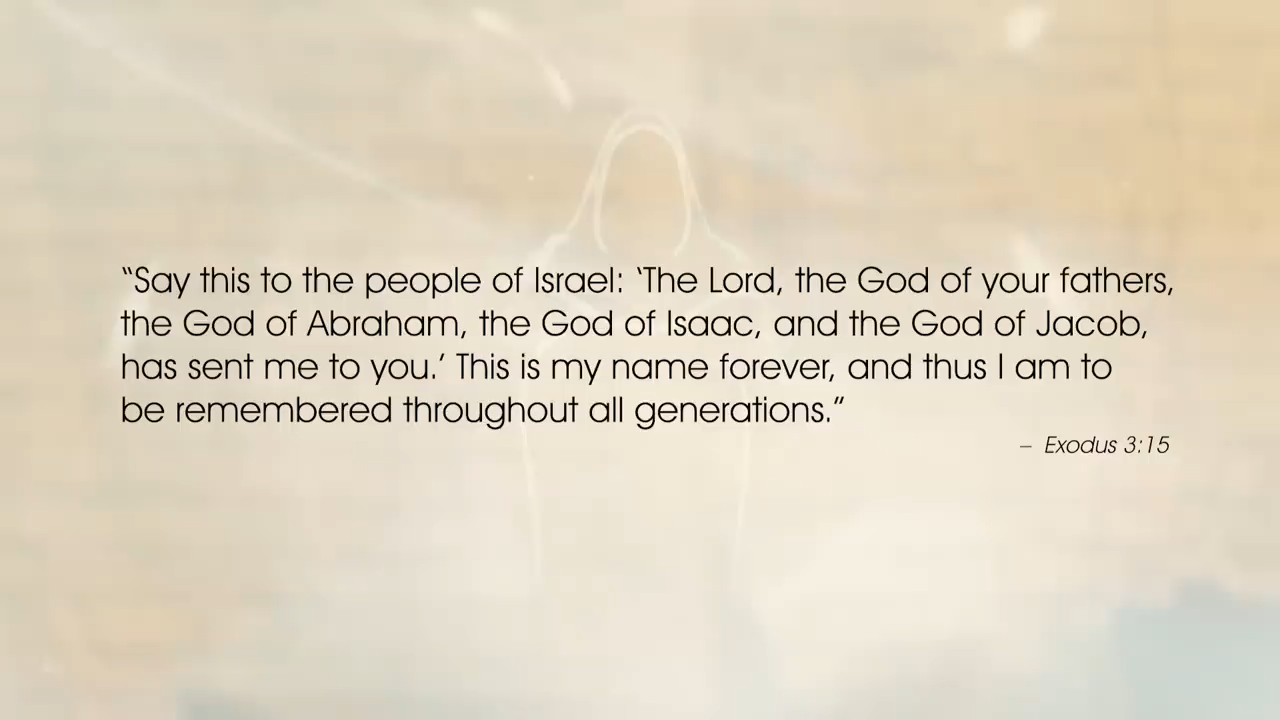 “Say this to the people of Israel: ‘The Lord, the God of your fathers,
the God of Abraham, the God of Isaac, and the God of Jacob,
has sent me to you.’ This is my name forever, and thus I am to
be remembered throughout all generations.”
– Exodus 3:15